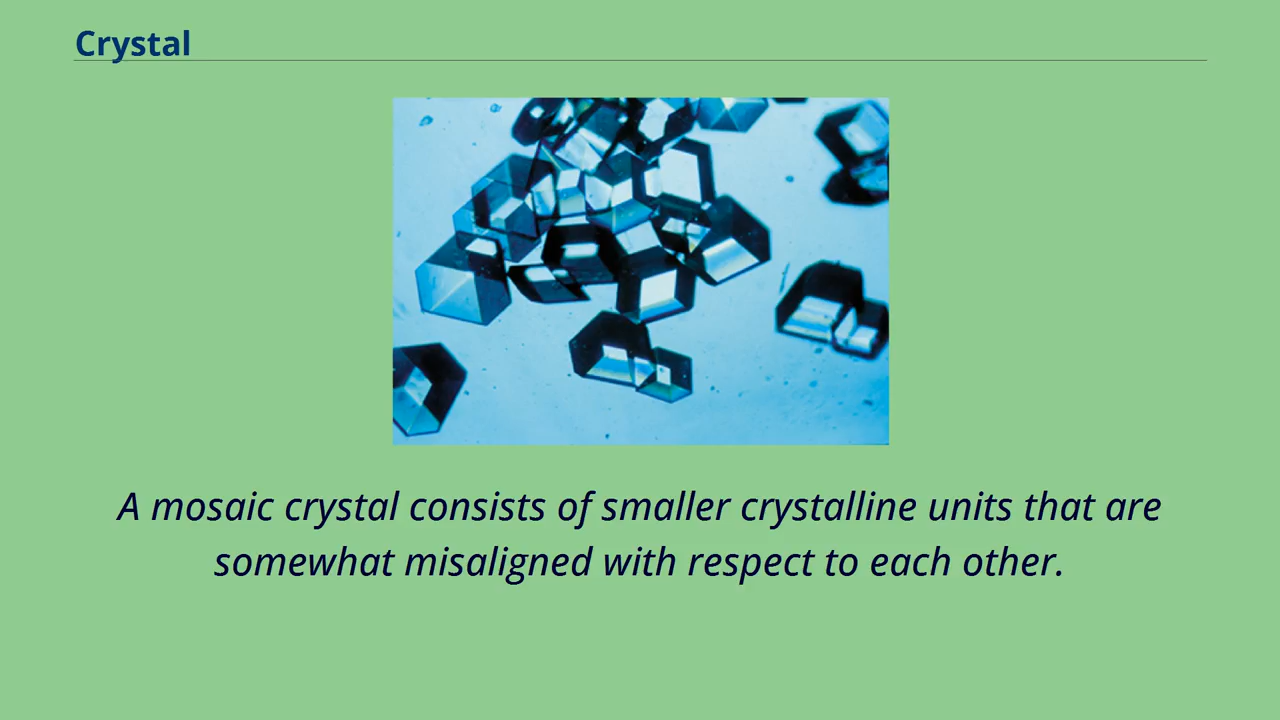 Crystal
A mosaic crystal consists of smaller crystalline units that are
somewhat misaligned with respect to each other.